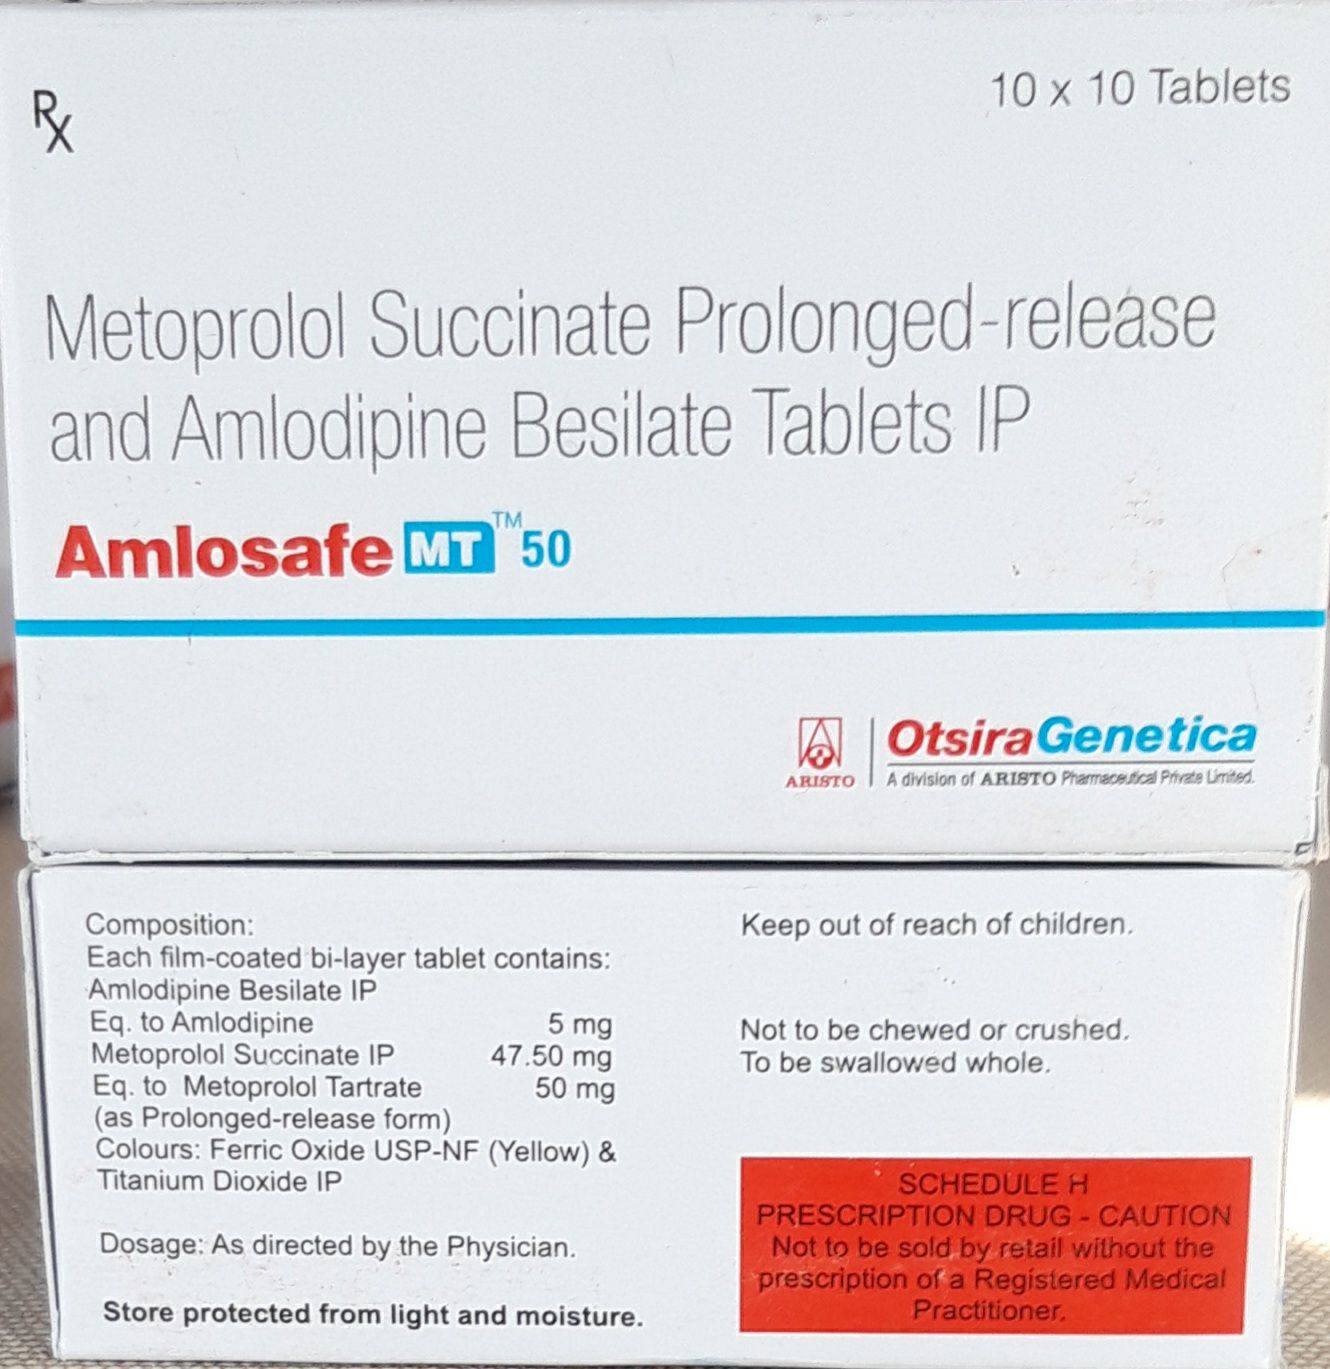 Rx
10 x 10 Tablets
Metoprolol Succinate Prolonged-release
and Amlodipine Besilate Tablets IP
Amlosafe MT™ 50
ARISTO
OtsiraGenetica
A division of ARISTO Pharmaceutical Private Limited.
Composition:
Each film-coated bi-layer tablet contains:
Amlodipine Besilate IP
Eq. to Amlodipine 5 mg
Metoprolol Succinate IP 47.50 mg
Eq. to Metoprolol Tartrate 50 mg
(as Prolonged-release form)
Colours: Ferric Oxide USP-NF (Yellow) &
Titanium Dioxide IP
Dosage: As directed by the Physician.
Store protected from light and moisture.
Keep out of reach of children.
Not to be chewed or crushed.
To be swallowed whole.
SCHEDULE H
PRESCRIPTION DRUG - CAUTION
Not to be sold by retail without the
prescription of a Registered Medical
Practitioner.